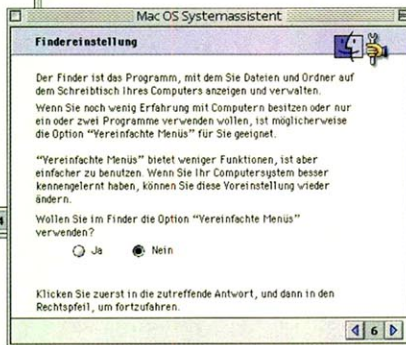 Mac OS Systemassistent
Findereinstellung
Der Finder ist das Programm, mit dem Sie Dateien und Ordner auf
dem Schreibtisch Ihres Computers anzeigen und verwalten.
Wenn Sie noch wenig Erfahrung mit Computern besitzen oder nur
ein oder zwei Programme verwenden wollen, ist möglicherweise
die Option “Vereinfachte Menüs” für Sie geeignet.
“Vereinfachte Menüs” bietet weniger Funktionen, ist aber
einfacher zu benutzen. Wenn Sie Ihr Computersystem besser
kennengelernt haben, können Sie diese Voreinstellung wieder
ändern.
Wollen Sie im Finder die Option “Vereinfachte Menüs”
verwenden?
Ja Nein
Klicken Sie zuerst in die zutreffende Antwort, und dann in den
Rechtspfeil, um fortzufahren.
6